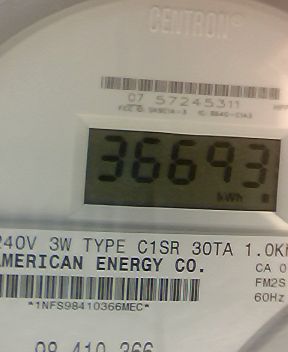 CENTRON®
07 57245311
36693
kWh
240V 3W TYPE C1SR 30TA 1.0K
AMERICAN ENERGY CO.
CA 0
FM2S
60Hz
*1NFS98410366MEC*
98 410 366